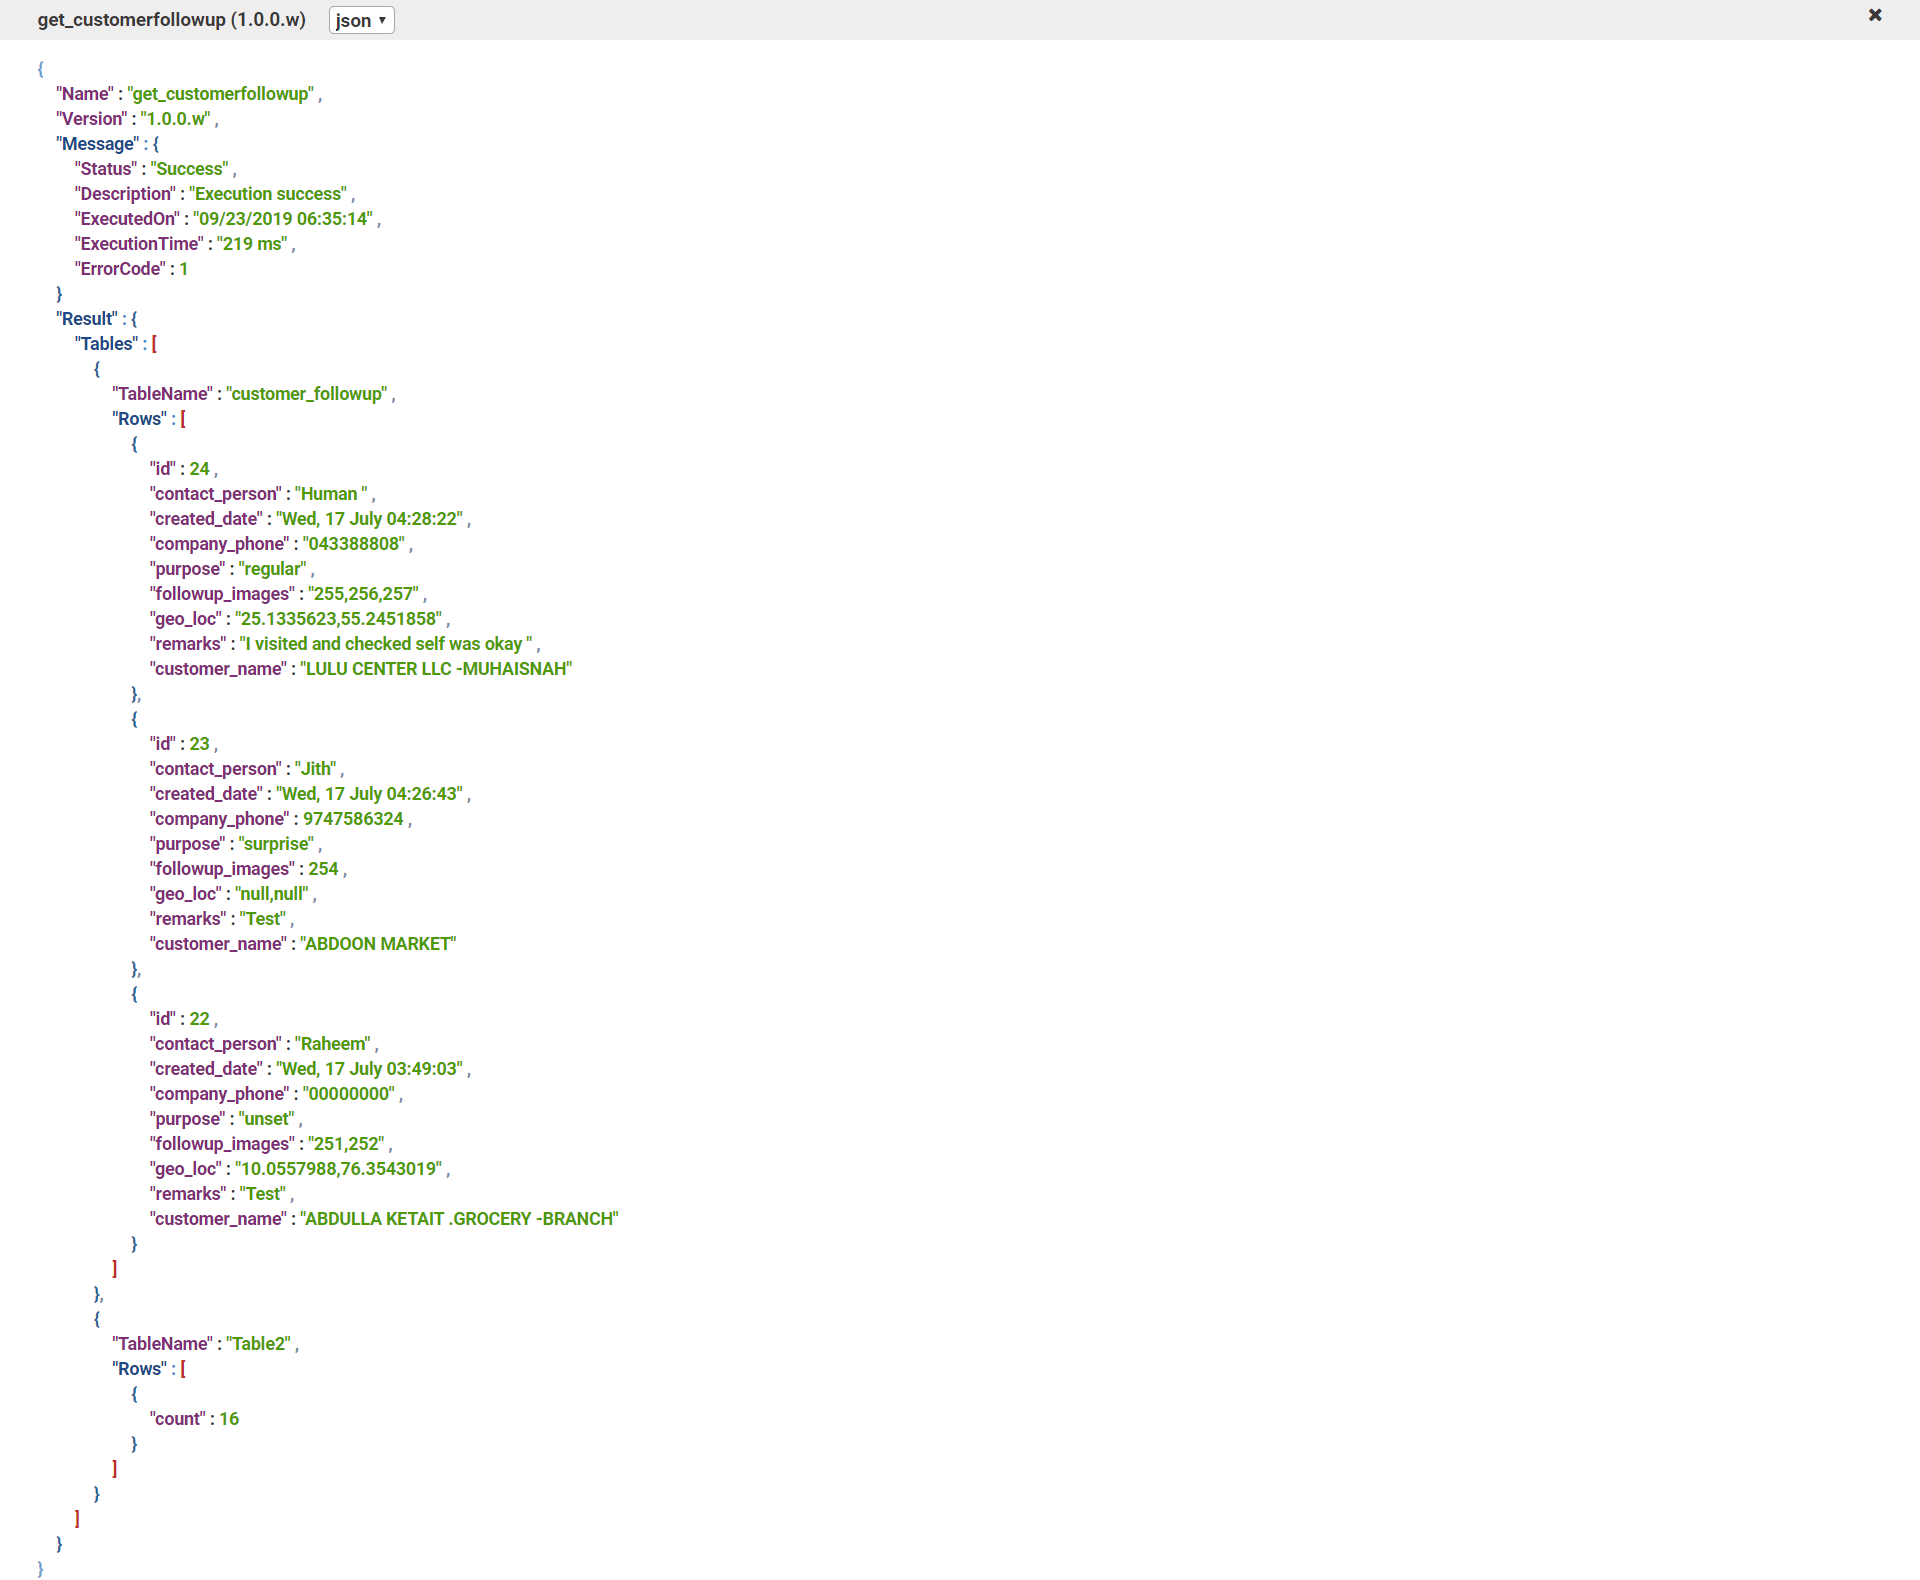 get_customerfollowup (1.0.0.w) json ▼ ✖
{
"Name" : "get_customerfollowup" ,
"Version" : "1.0.0.w" ,
"Message" : {
"Status" : "Success" ,
"Description" : "Execution success" ,
"ExecutedOn" : "09/23/2019 06:35:14" ,
"ExecutionTime" : "219 ms" ,
"ErrorCode" : 1
}
"Result" : {
"Tables" : [
{
"TableName" : "customer_followup" ,
"Rows" : [
{
"id" : 24 ,
"contact_person" : "Human " ,
"created_date" : "Wed, 17 July 04:28:22" ,
"company_phone" : "043388808" ,
"purpose" : "regular" ,
"followup_images" : "255,256,257" ,
"geo_loc" : "25.1335623,55.2451858" ,
"remarks" : "I visited and checked self was okay " ,
"customer_name" : "LULU CENTER LLC -MUHAISNAH"
},
{
"id" : 23 ,
"contact_person" : "Jith" ,
"created_date" : "Wed, 17 July 04:26:43" ,
"company_phone" : 9747586324 ,
"purpose" : "surprise" ,
"followup_images" : 254 ,
"geo_loc" : "null,null" ,
"remarks" : "Test" ,
"customer_name" : "ABDOON MARKET"
},
{
"id" : 22 ,
"contact_person" : "Raheem" ,
"created_date" : "Wed, 17 July 03:49:03" ,
"company_phone" : "00000000" ,
"purpose" : "unset" ,
"followup_images" : "251,252" ,
"geo_loc" : "10.0557988,76.3543019" ,
"remarks" : "Test" ,
"customer_name" : "ABDULLA KETAIT .GROCERY -BRANCH"
}
]
},
{
"TableName" : "Table2" ,
"Rows" : [
{
"count" : 16
}
]
}
]
}
}